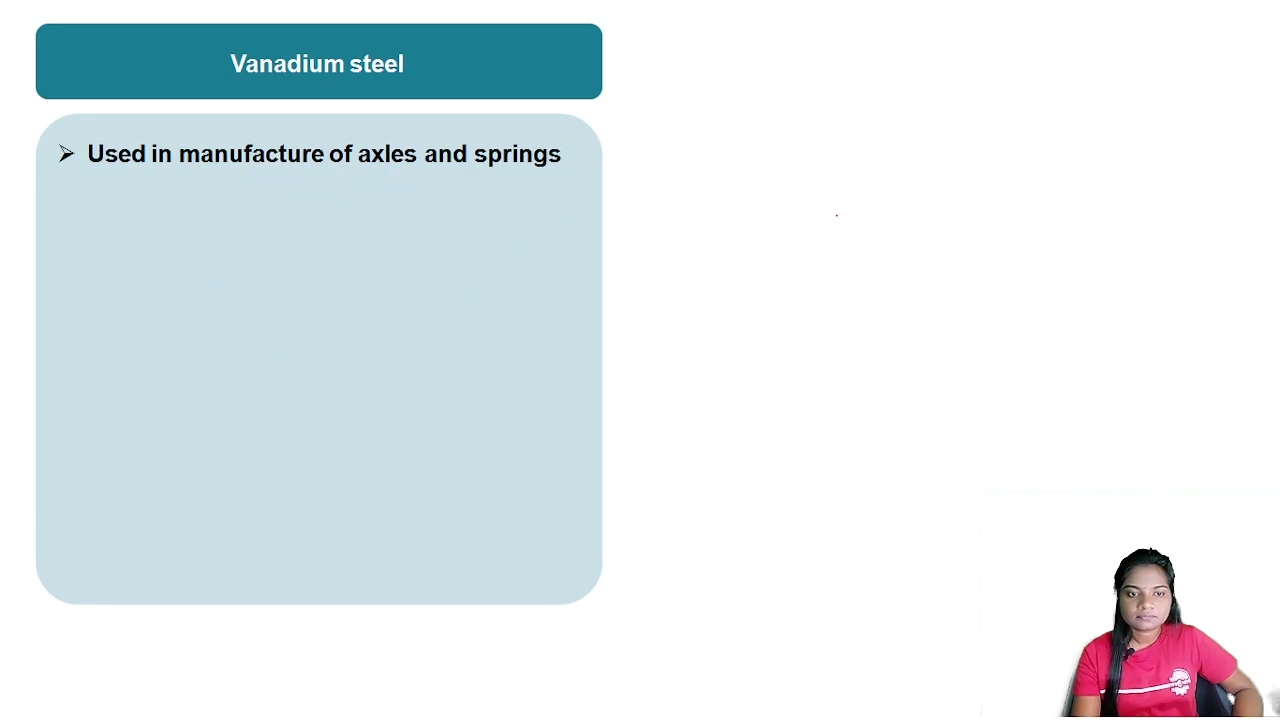 Vanadium steel
➢ Used in manufacture of axles and springs